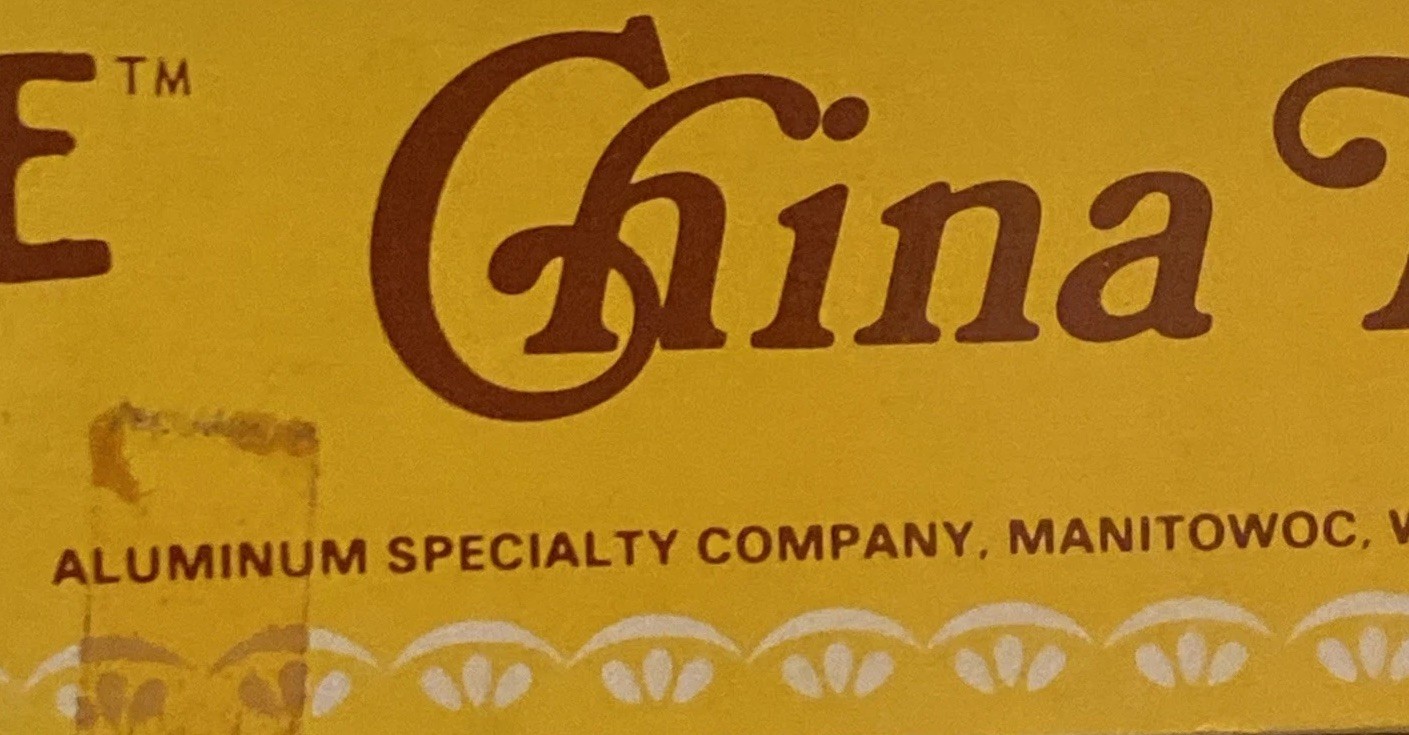 E™ China
ALUMINUM SPECIALTY COMPANY, MANITOWOC,